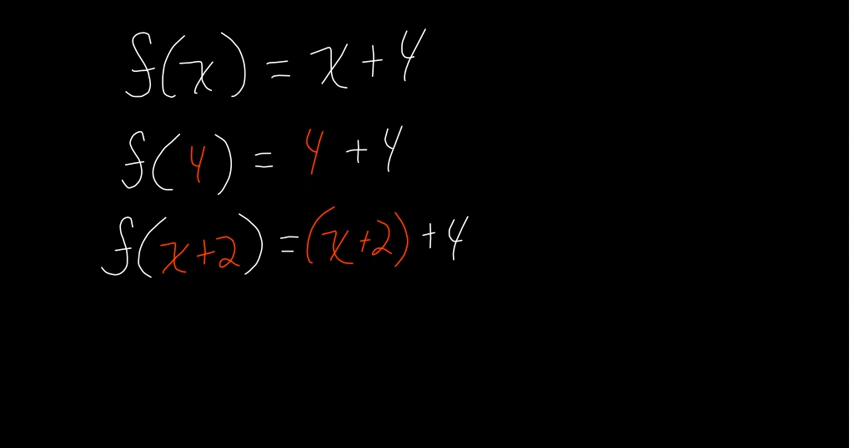 f(x) = x + 4
f(4) = 4 + 4
f(x+2) = (x+2) + 4